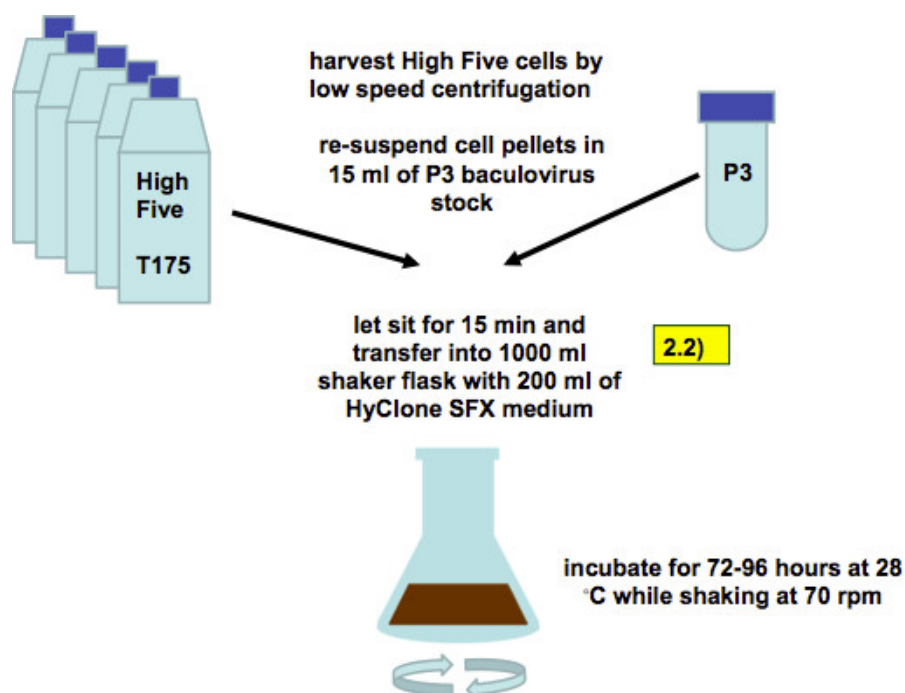 harvest High Five cells by
low speed centrifugation
re-suspend cell pellets in
15 ml of P3 baculovirus
stock
High
Five
T175
P3
let sit for 15 min and
transfer into 1000 ml
shaker flask with 200 ml of
HyClone SFX medium
2.2)
incubate for 72-96 hours at 28
°C while shaking at 70 rpm